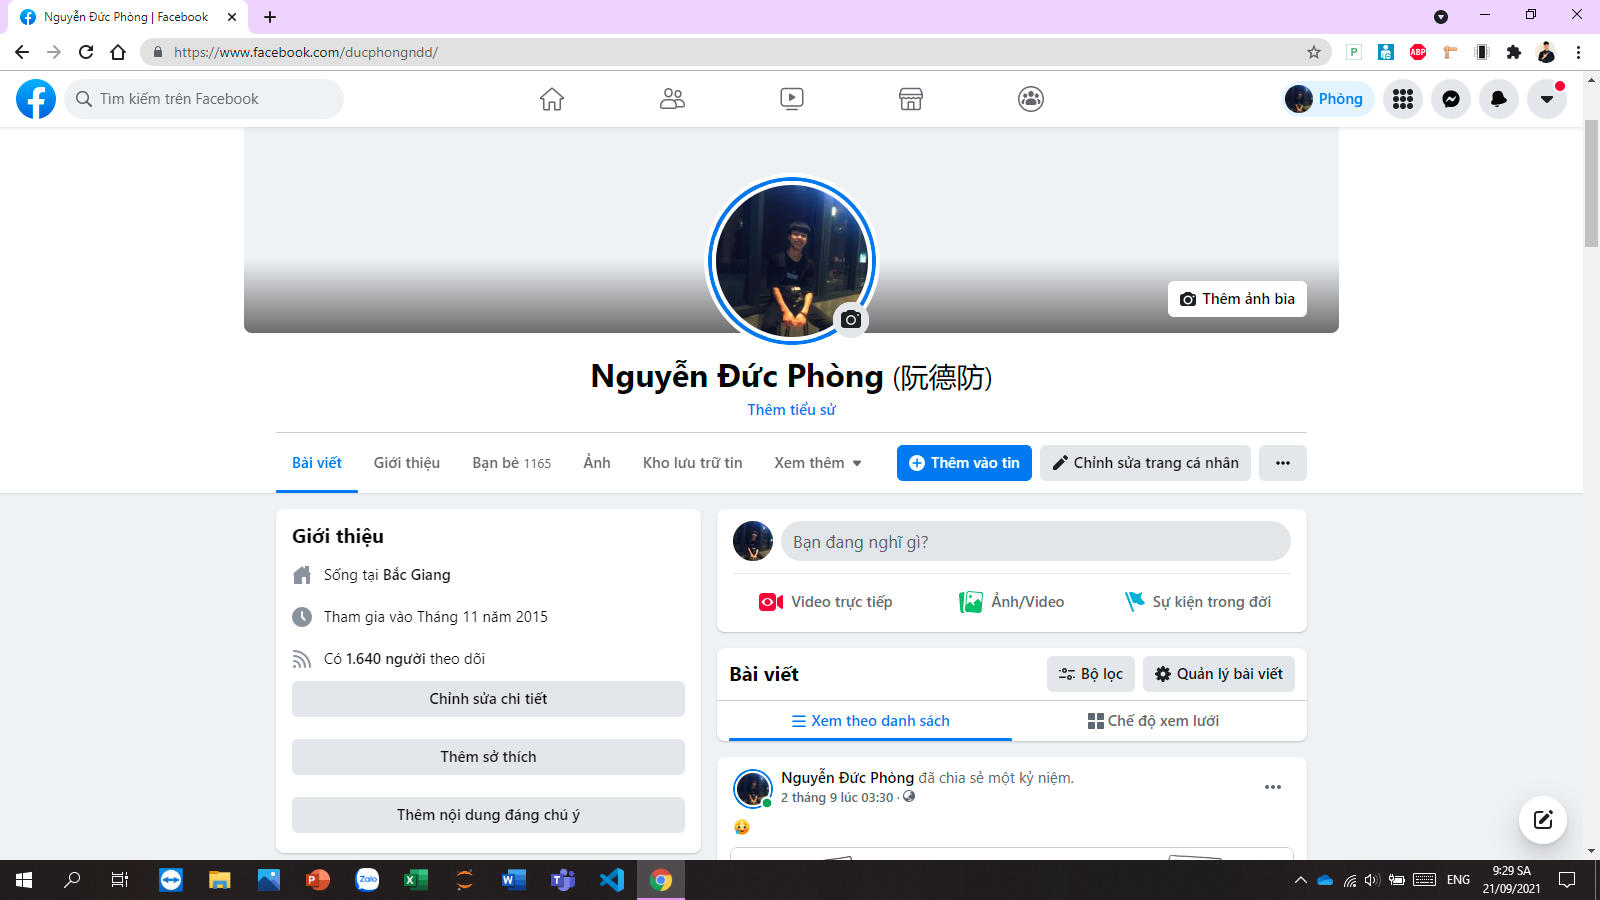 Nguyễn Đức Phòng | Facebook
https://www.facebook.com/ducphongndd/
P
ABP
Tìm kiếm trên Facebook
Phòng
Thêm ảnh bìa
Nguyễn Đức Phòng (阮德防)
Thêm tiểu sử
Bài viết
Giới thiệu
Bạn bè 1165
Ảnh
Kho lưu trữ tin
Xem thêm
Thêm vào tin
Chỉnh sửa trang cá nhân
Giới thiệu
Sống tại Bắc Giang
Tham gia vào Tháng 11 năm 2015
Có 1.640 người theo dõi
Chỉnh sửa chi tiết
Thêm sở thích
Thêm nội dung đáng chú ý
Bạn đang nghĩ gì?
Video trực tiếp
Ảnh/Video
Sự kiện trong đời
Bài viết
Bộ lọc
Quản lý bài viết
Xem theo danh sách
Chế độ xem lưới
Nguyễn Đức Phòng đã chia sẻ một kỷ niệm.
2 tháng 9 lúc 03:30 ·
Zalo
ENG
9:29 SA
21/09/2021